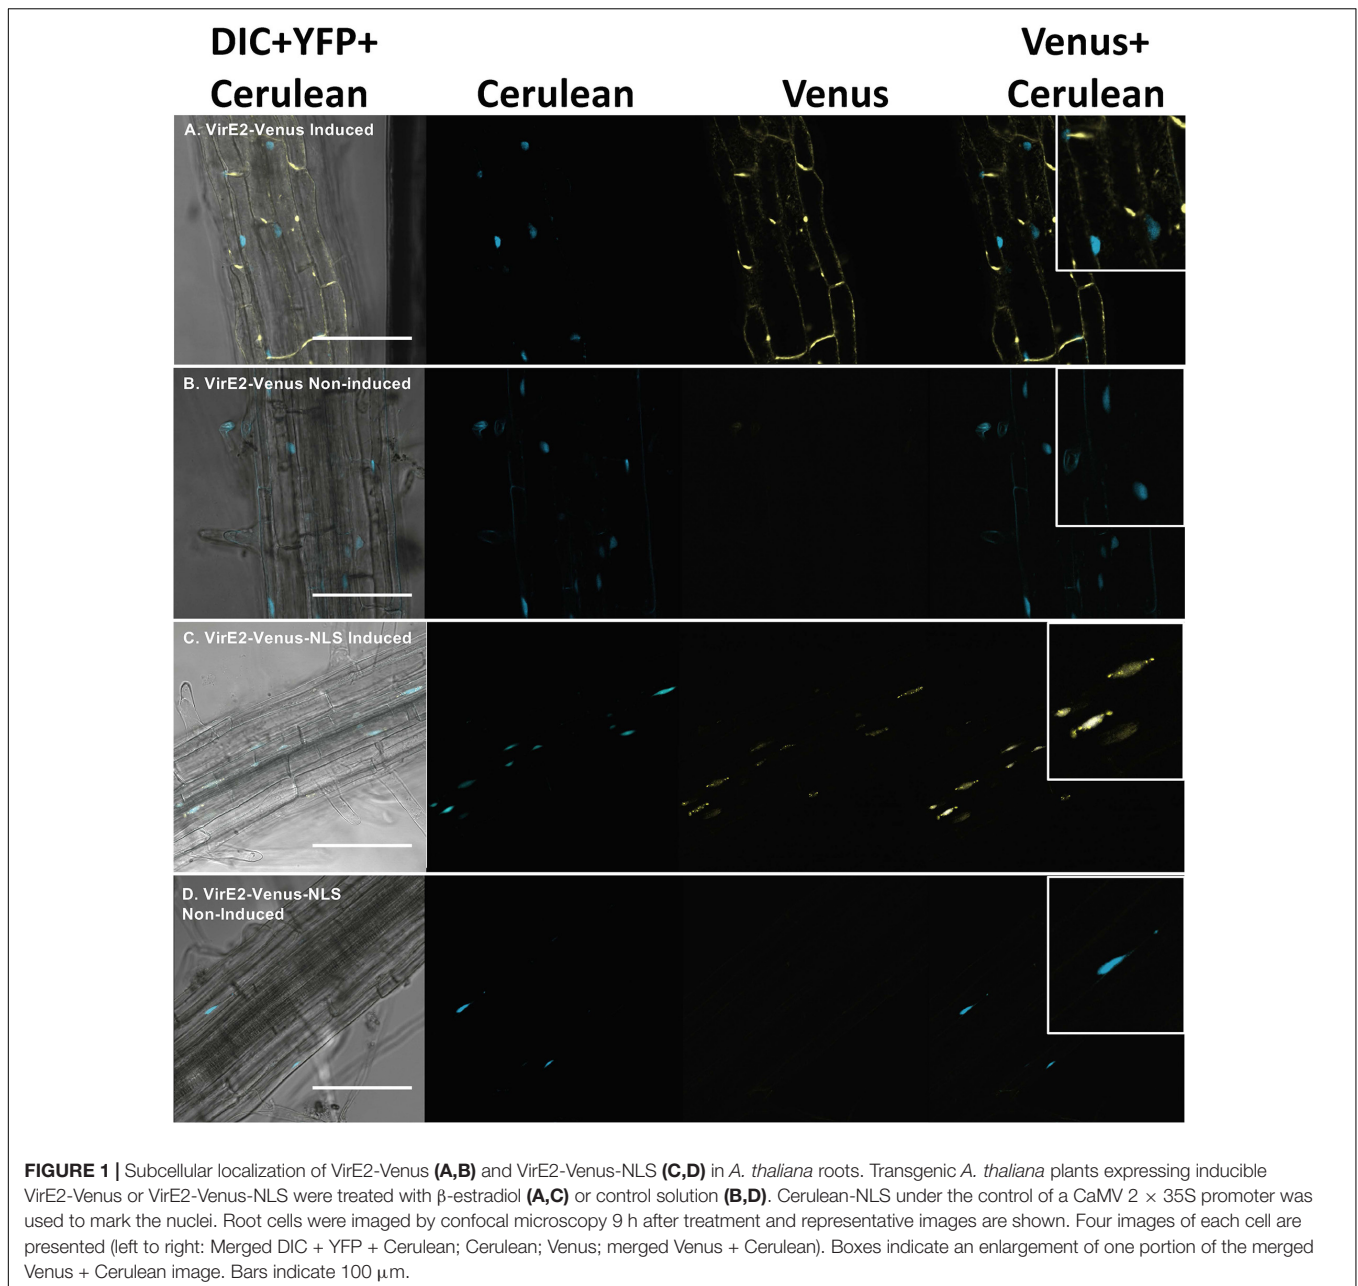 DIC+YFP+
Cerulean
Cerulean
Venus
Venus+
Cerulean
A. VirE2-Venus Induced
B. VirE2-Venus Non-induced
C. VirE2-Venus-NLS Induced
D. VirE2-Venus-NLS
Non-Induced
FIGURE 1 | Subcellular localization of VirE2-Venus (A,B) and VirE2-Venus-NLS (C,D) in A. thaliana roots. Transgenic A. thaliana plants expressing inducible
VirE2-Venus or VirE2-Venus-NLS were treated with β-estradiol (A,C) or control solution (B,D). Cerulean-NLS under the control of a CaMV 2 × 35S promoter was
used to mark the nuclei. Root cells were imaged by confocal microscopy 9 h after treatment and representative images are shown. Four images of each cell are
presented (left to right: Merged DIC + YFP + Cerulean; Cerulean; Venus; merged Venus + Cerulean). Boxes indicate an enlargement of one portion of the merged
Venus + Cerulean image. Bars indicate 100 μm.